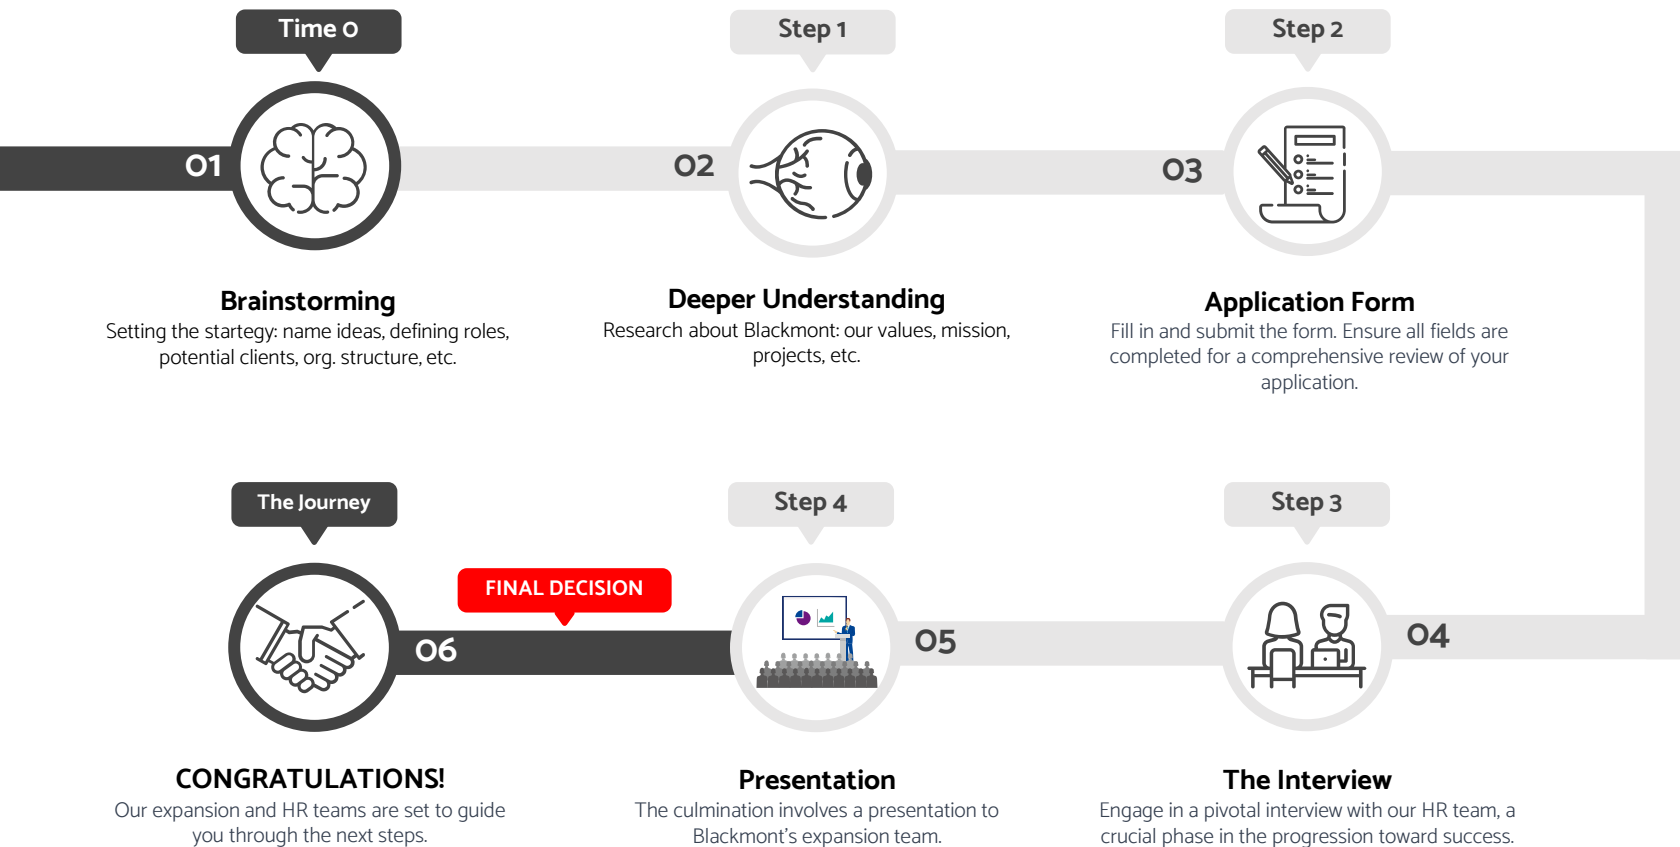 Time 0
01
Brainstorming
Setting the startegy: name ideas, defining roles,
potential clients, org. structure, etc.
Step 1
02
Deeper Understanding
Research about Blackmont: our values, mission,
projects, etc.
Step 2
03
Application Form
Fill in and submit the form. Ensure all fields are
completed for a comprehensive review of your
application.
Step 3
04
The Interview
Engage in a pivotal interview with our HR team, a
crucial phase in the progression toward success.
Step 4
05
Presentation
The culmination involves a presentation to
Blackmont's expansion team.
FINAL DECISION
06
The Journey
CONGRATULATIONS!
Our expansion and HR teams are set to guide
you through the next steps.